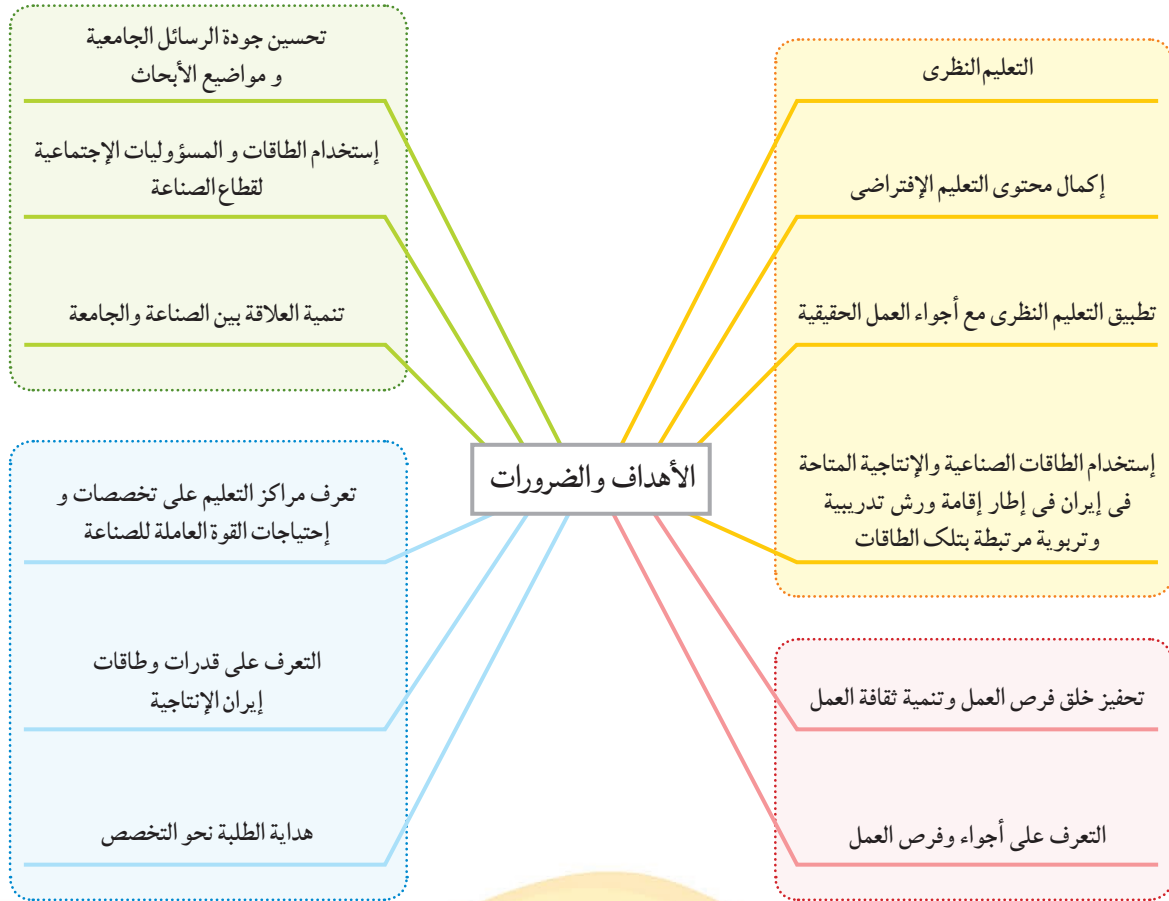 الأهداف والضرورات
التعليم النظرى
إكمال محتوى التعليم الإفتراضى
تطبيق التعليم النظرى مع أجواء العمل الحقيقية
إستخدام الطاقات الصناعية والإنتاجية المتاحة
فى إيران فى إطار إقامة ورش تدريبية
وتربوية مرتبطة بتلک الطاقات
تحفيز خلق فرص العمل وتنمية ثقافة العمل
التعرف على أجواء وفرص العمل
تحسين جودة الرسائل الجامعية
و مواضيع الأبحاث
إستخدام الطاقات و المسؤوليات الإجتماعية
لقطاع الصناعة
تنمية العلاقة بين الصناعة والجامعة
تعرف مراكز التعليم على تخصصات و
إحتياجات القوة العاملة للصناعة
التعرف على قدرات وطاقات
إيران الإنتاجية
هداية الطلبة نحو التخصص